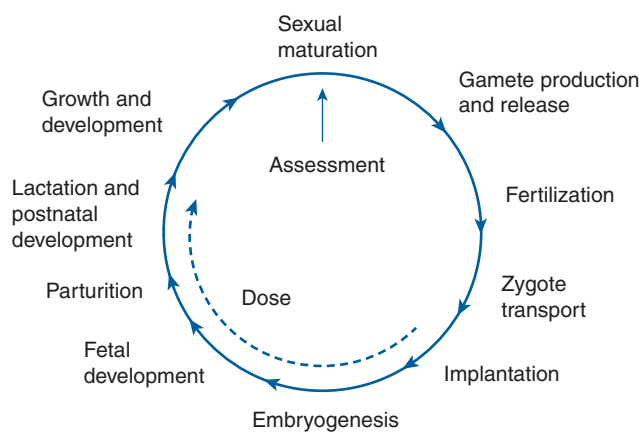 Sexual
maturation
Gamete production
and release
Fertilization
Zygote
transport
Implantation
Embryogenesis
Fetal
development
Parturition
Lactation and
postnatal
development
Growth and
development
Assessment
Dose